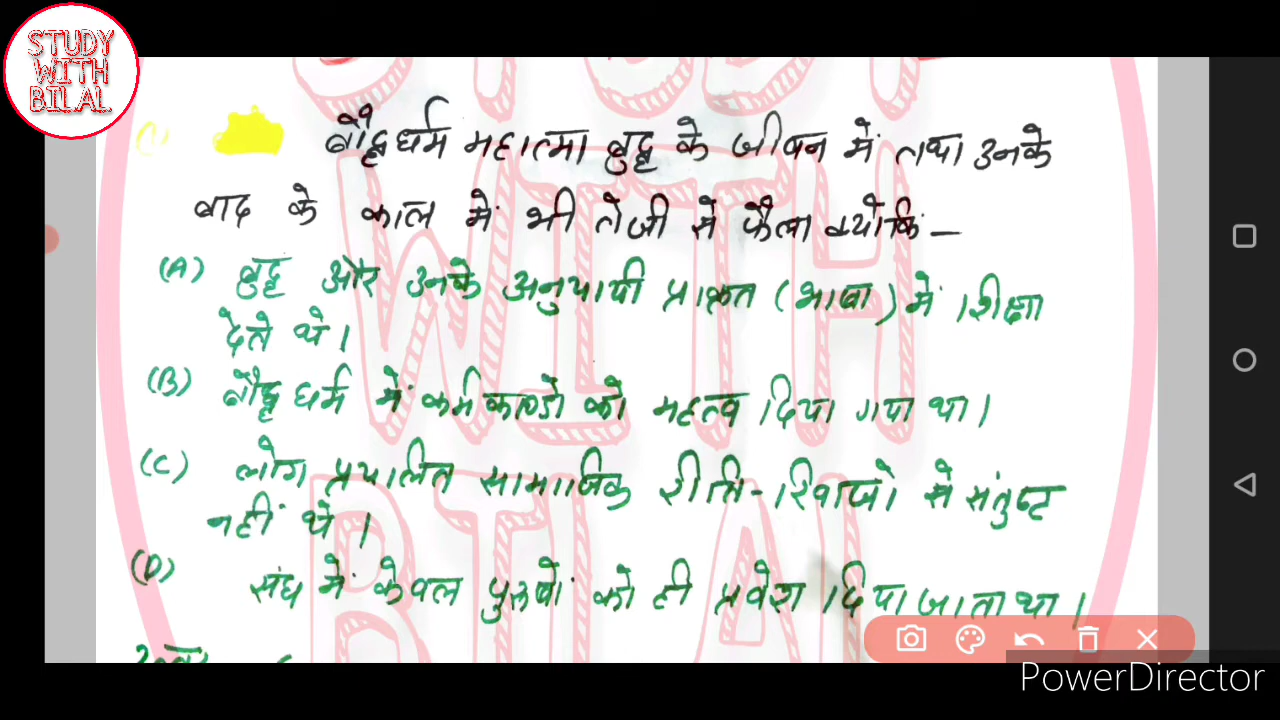 STUDY
WITH
BILAL
बौद्ध धर्म महात्मा बुद्ध के जीवन में तथा उनके
बाद के काल में भी तेजी से फैला क्योंकि —
(A) बुद्ध और उनके अनुयायी प्राकृत (भाषा) में शिक्षा
देते थे।
(B) बौद्ध धर्म में कर्मकाण्डो को महत्व दिया गया था।
(C) लोग प्रचलित सामाजिक रीति-रिवाजो से संतुष्ट
नहीं थे।
(D) संघ में केवल पुरुषों को ही प्रवेश दिया जाता था।
WITH
PowerDirector